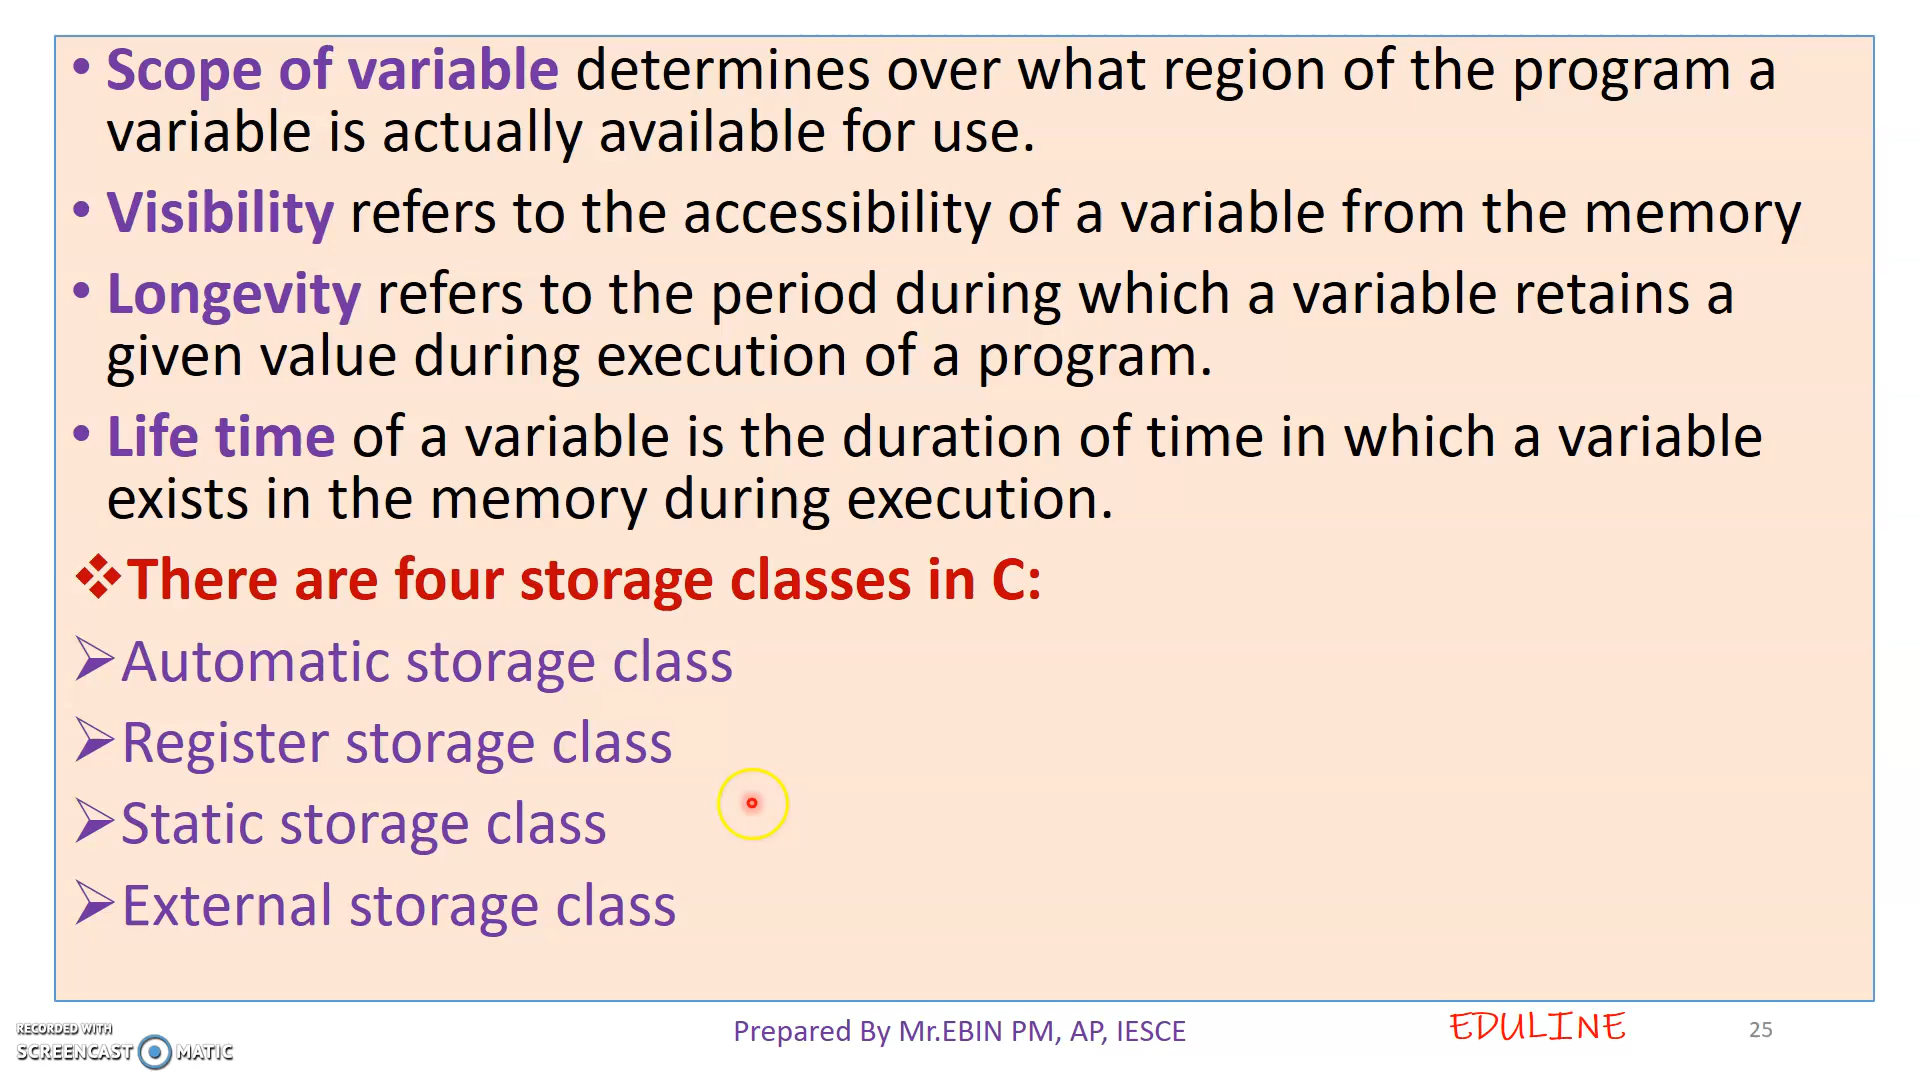 • Scope of variable determines over what region of the program a
variable is actually available for use.
• Visibility refers to the accessibility of a variable from the memory
• Longevity refers to the period during which a variable retains a
given value during execution of a program.
• Life time of a variable is the duration of time in which a variable
exists in the memory during execution.
❖There are four storage classes in C:
➢Automatic storage class
➢Register storage class
➢Static storage class
➢External storage class
RECORDED WITH
SCREENCAST MATIC
Prepared By Mr.EBIN PM, AP, IESCE
EDULINE
25